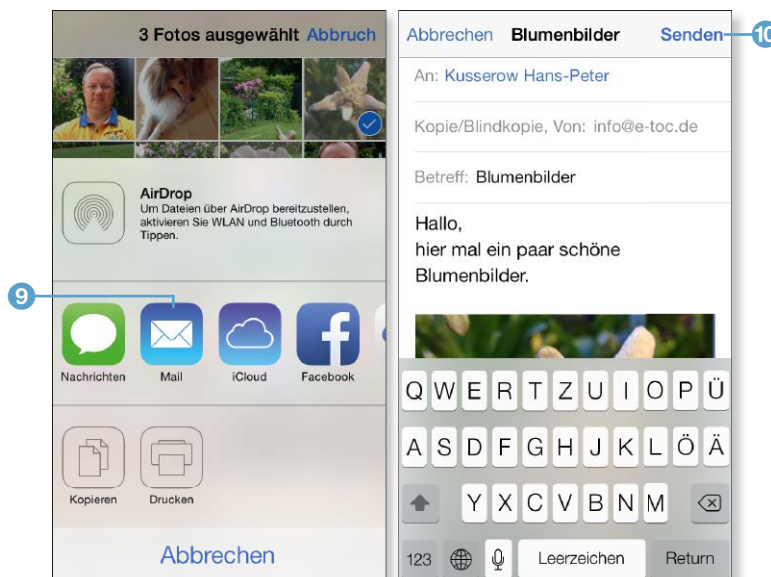 3 Fotos ausgewählt Abbruch
AirDrop
Um Dateien über AirDrop bereitzustellen,
aktivieren Sie WLAN und Bluetooth durch
Tippen.
9
Nachrichten Mail iCloud Facebook
Kopieren Drucken
Abbrechen
Abbrechen Blumenbilder Senden 10
An: Kusserow Hans-Peter
Kopie/Blindkopie, Von: info@e-toc.de
Betreff: Blumenbilder
Hallo,
hier mal ein paar schöne
Blumenbilder.
Q W E R T Z U I O P Ü
A S D F G H J K L Ö Ä
Y X C V B N M
123 Leerzeichen Return